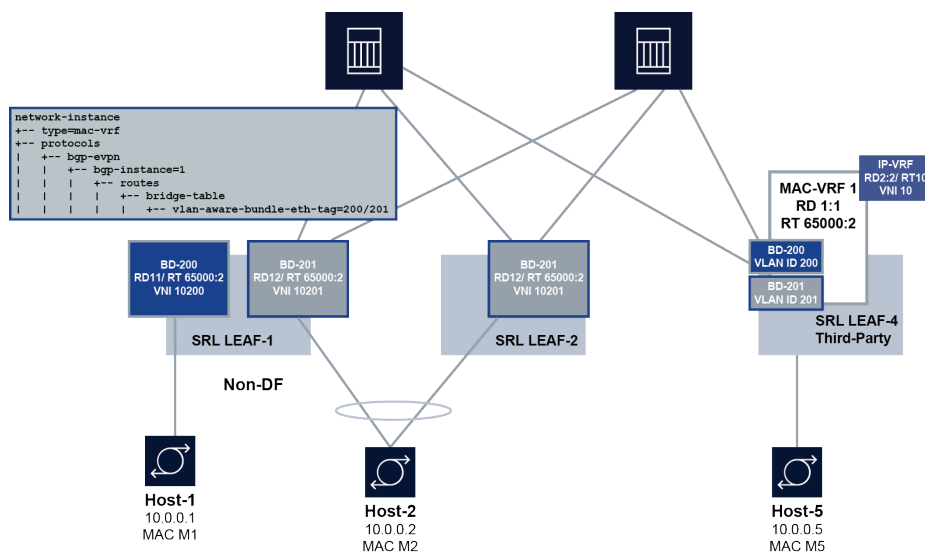 network-instance
+-- type=mac-vrf
+-- protocols
|   +-- bgp-evpn
|   |   +-- bgp-instance=1
|   |   |   +-- routes
|   |   |   |   +-- bridge-table
|   |   |   |   |   +-- vlan-aware-bundle-eth-tag=200/201
IP-VRF
RD2:2/ RT10
VNI 10
MAC-VRF 1
RD 1:1
RT 65000:2
BD-200
VLAN ID 200
BD-201
VLAN ID 201
BD-200
RD11/ RT 65000:2
VNI 10200
BD-201
RD12/ RT 65000:2
VNI 10201
BD-201
RD12/ RT 65000:2
VNI 10201
SRL LEAF-1
SRL LEAF-2
SRL LEAF-4
Third-Party
Non-DF
Host-1
10.0.0.1
MAC M1
Host-2
10.0.0.2
MAC M2
Host-5
10.0.0.5
MAC M5